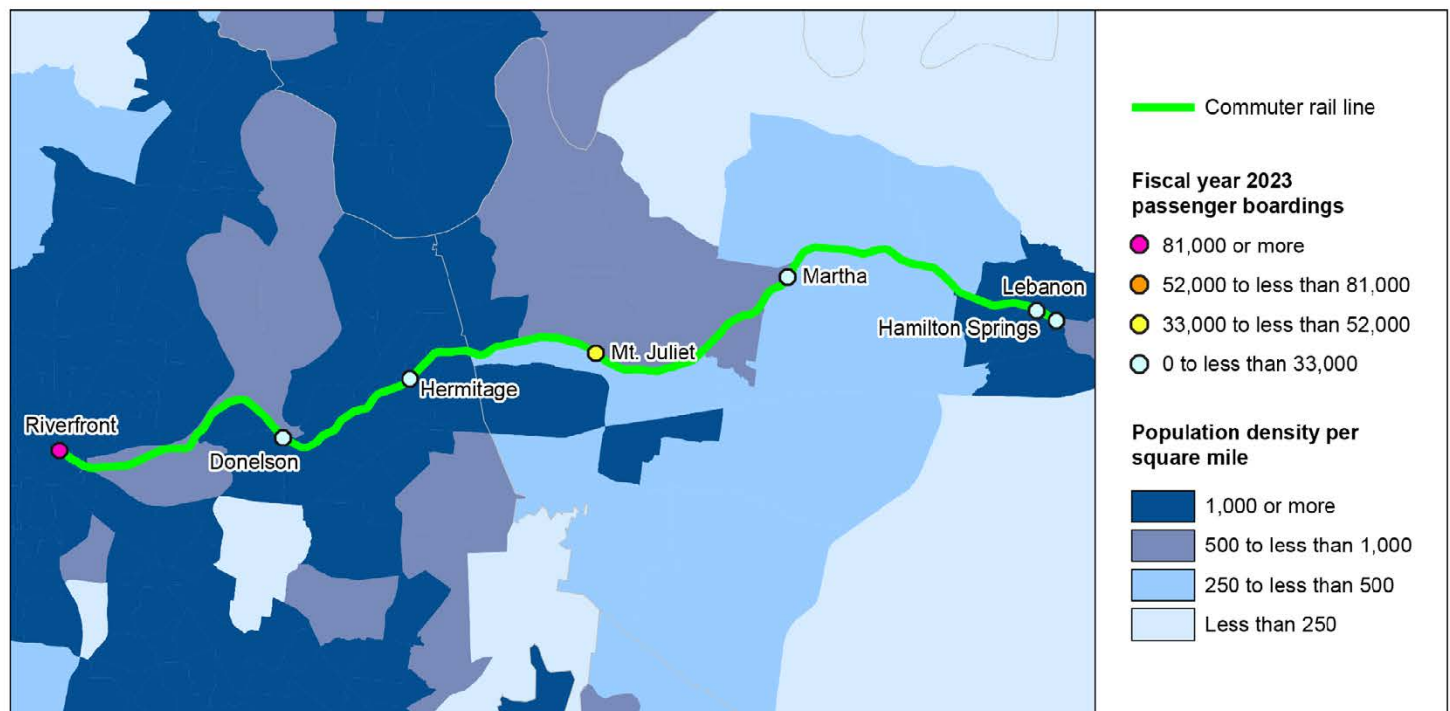 Riverfront
Donelson
Hermitage
Mt. Juliet
Martha
Lebanon
Hamilton Springs
Commuter rail line
Fiscal year 2023
passenger boardings
81,000 or more
52,000 to less than 81,000
33,000 to less than 52,000
0 to less than 33,000
Population density per
square mile
1,000 or more
500 to less than 1,000
250 to less than 500
Less than 250